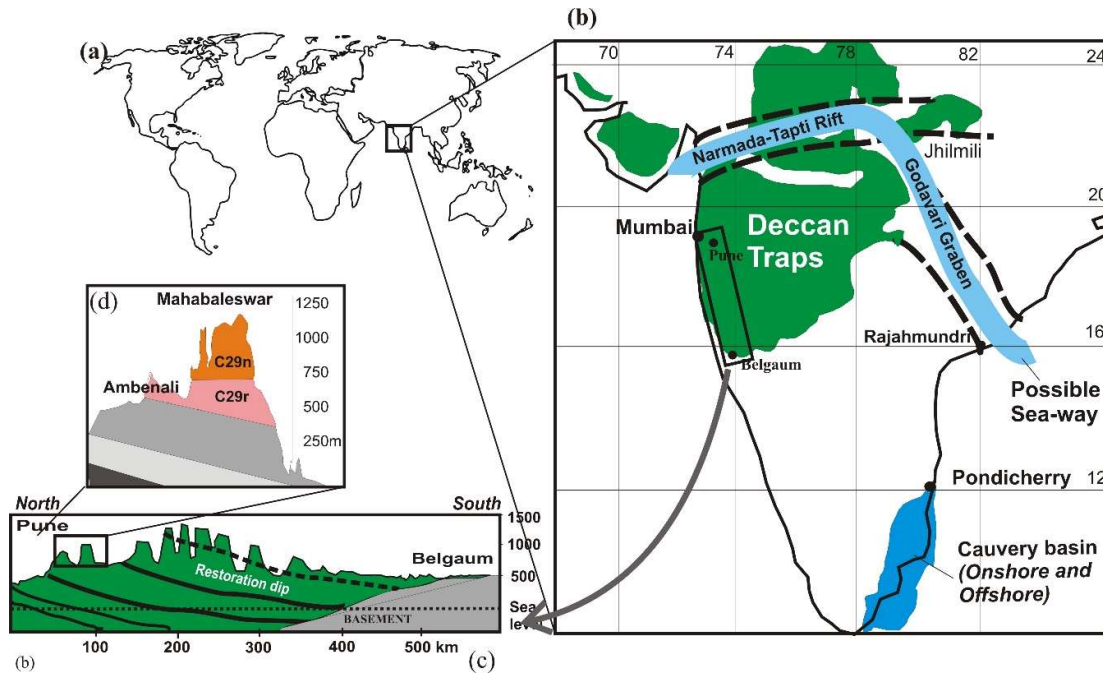 (a)
(b)
70
74
78
82
24
Narmada-Tapti Rift
Jhilmili
Godavari Graben
20
Mumbai
Pune
Deccan
Traps
Rajahmundri
16
Belgaum
Possible
Sea-way
Pondicherry
12
Cauvery basin
(Onshore and
Offshore)
(d)
Mahabaleswar
1250
1000
C29n
750
Ambenali
C29r
500
250m
North
South
Pune
1500
1000
Belgaum
Restoration dip
500
Sea
level
BASEMENT
100
200
300
400
500 km
(b)
(c)